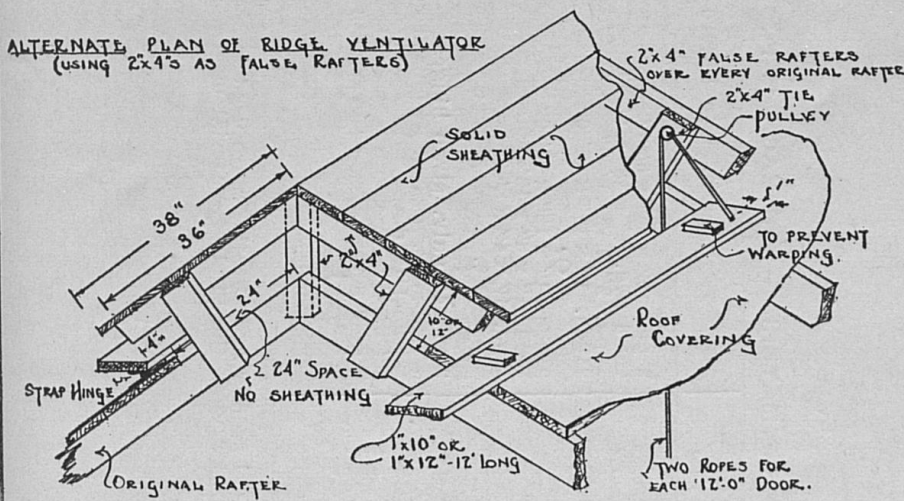 ALTERNATE PLAN OF RIDGE VENTILATOR
(USING 2"x4"S AS FALSE RAFTERS)
2"x4" FALSE RAFTERS
OVER EVERY ORIGINAL RAFTER
2"x4" TIE
PULLEY
SOLID
SHEATHING
38"
36"
8"
TO PREVENT
WARPING.
2"x4"
24"
10" OR
12"
4"
ROOF
COVERING
STRAP HINGE
24" SPACE
NO SHEATHING
1"x10" OR
1"x12"-12' LONG
ORIGINAL RAFTER
TWO ROPES FOR
EACH 12'-0" DOOR.